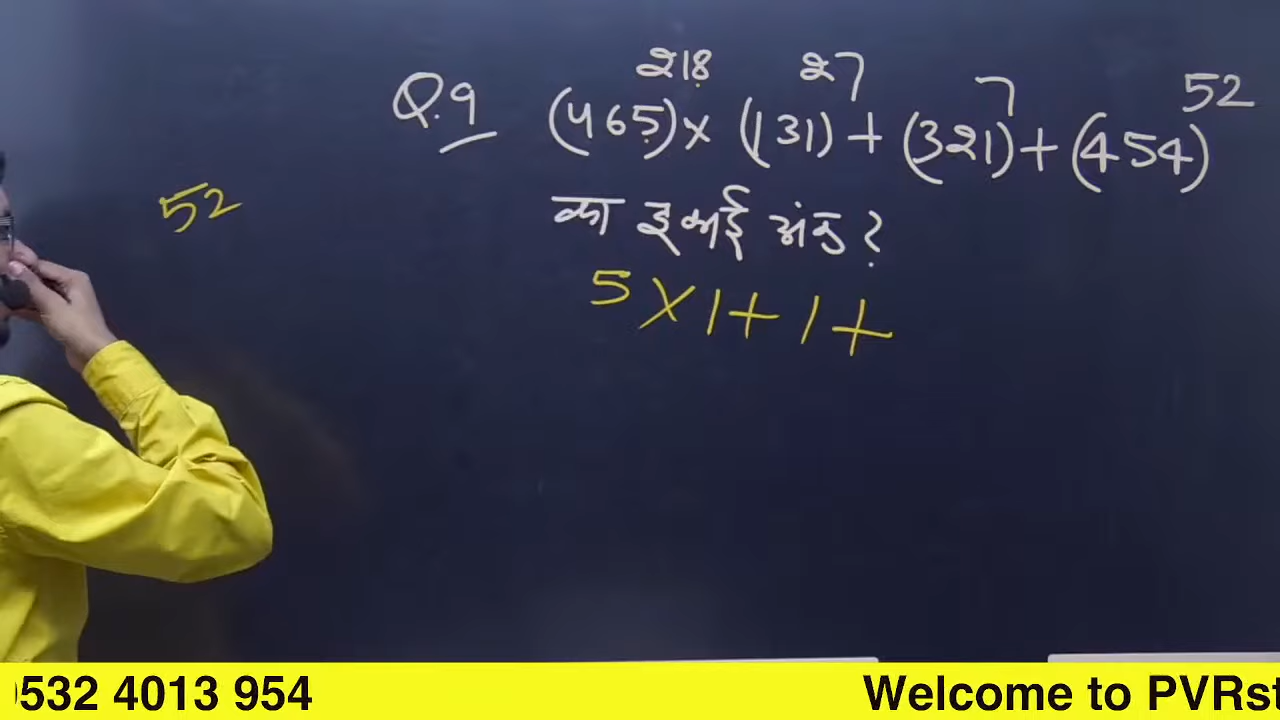 Q.9 (465)²¹⁸ × (131)²⁷ + (321)⁷ + (454)⁵²
का इकाई अंक ?
52
5 × 1 + 1 +
0532 4013 954 Welcome to PVRst